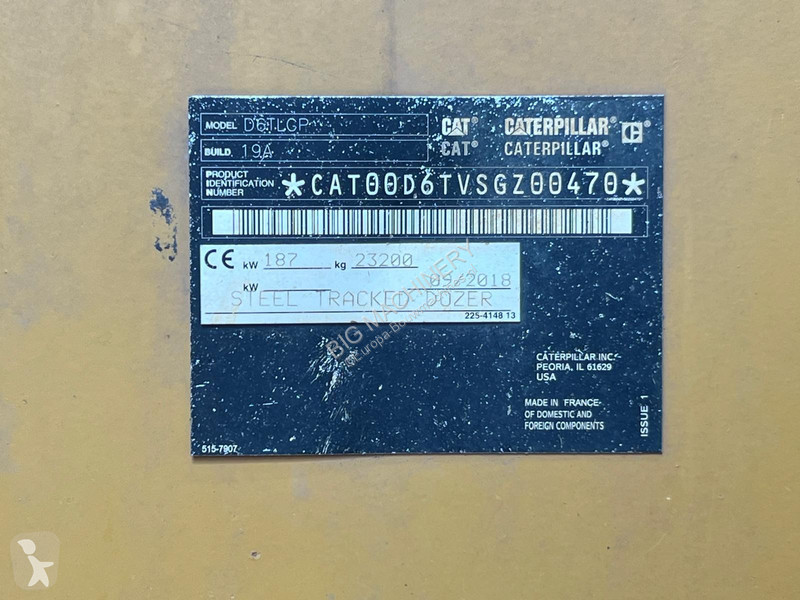 MODEL D6TLGP
BUILD 19A
CAT® CATERPILLAR®
CAT® CATERPILLAR®
PRODUCT IDENTIFICATION NUMBER
*CAT00D6TVSGZ00470*
CE kW 187 kg 23200
kW 09/2018
STEEL TRACKED DOZER
225-4148 13
BIG MACHINERY
CATERPILLAR INC.
PEORIA, IL 61629
USA
MADE IN FRANCE
OF DOMESTIC AND
FOREIGN COMPONENTS
ISSUE 1
515-7907